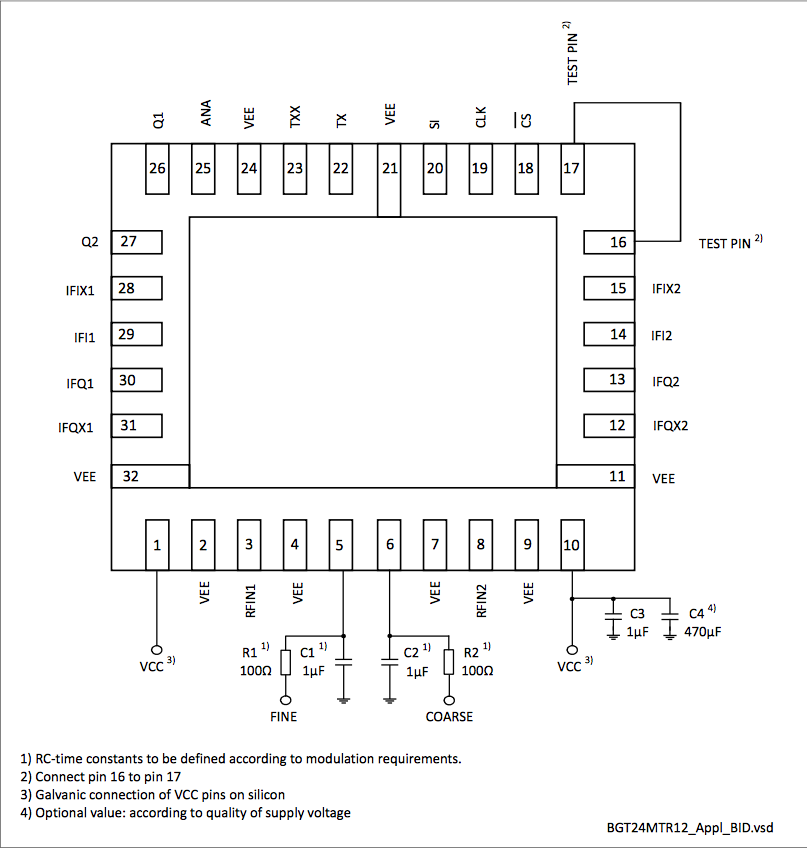 TEST PIN 2)
Q1 ANA VEE TXX TX VEE SI CLK CS
26 25 24 23 22 21 20 19 18 17
Q2 27 16 TEST PIN 2)
IFIX1 28 15 IFIX2
IFI1 29 14 IFI2
IFQ1 30 13 IFQ2
IFQX1 31 12 IFQX2
VEE 32 11 VEE
1 2 3 4 5 6 7 8 9 10
VEE RFIN1 VEE VEE RFIN2 VEE
C3 C4 4)
1µF 470µF
R1 1) C1 1) C2 1) R2 1)
VCC 3) 100Ω 1µF 1µF 100Ω VCC 3)
FINE COARSE
1) RC-time constants to be defined according to modulation requirements.
2) Connect pin 16 to pin 17
3) Galvanic connection of VCC pins on silicon
4) Optional value: according to quality of supply voltage
BGT24MTR12_Appl_BID.vsd